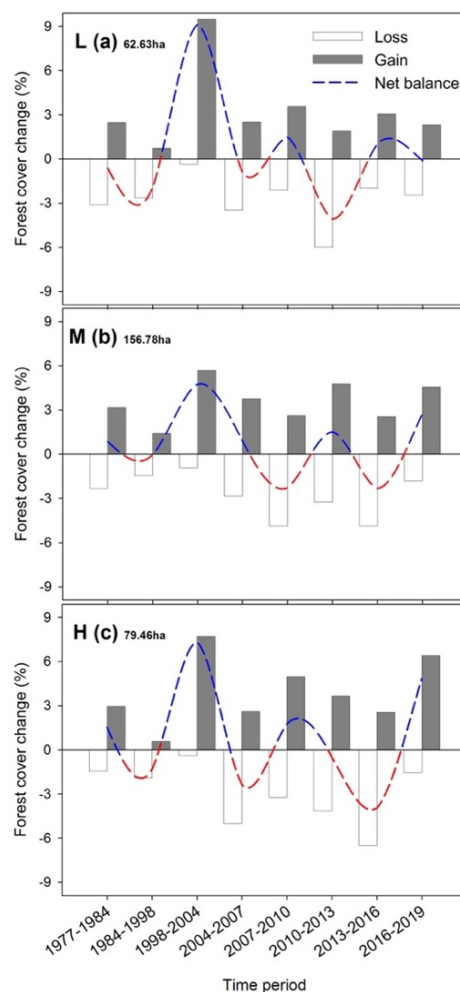 L (a) 62.63ha
Loss
Gain
Net balance
Forest cover change (%)
9
6
3
0
-3
-6
-9
M (b) 156.78ha
Forest cover change (%)
9
6
3
0
-3
-6
-9
H (c) 79.46ha
Forest cover change (%)
9
6
3
0
-3
-6
-9
1977-1984
1984-1998
1998-2004
2004-2007
2007-2010
2010-2013
2013-2016
2016-2019
Time period